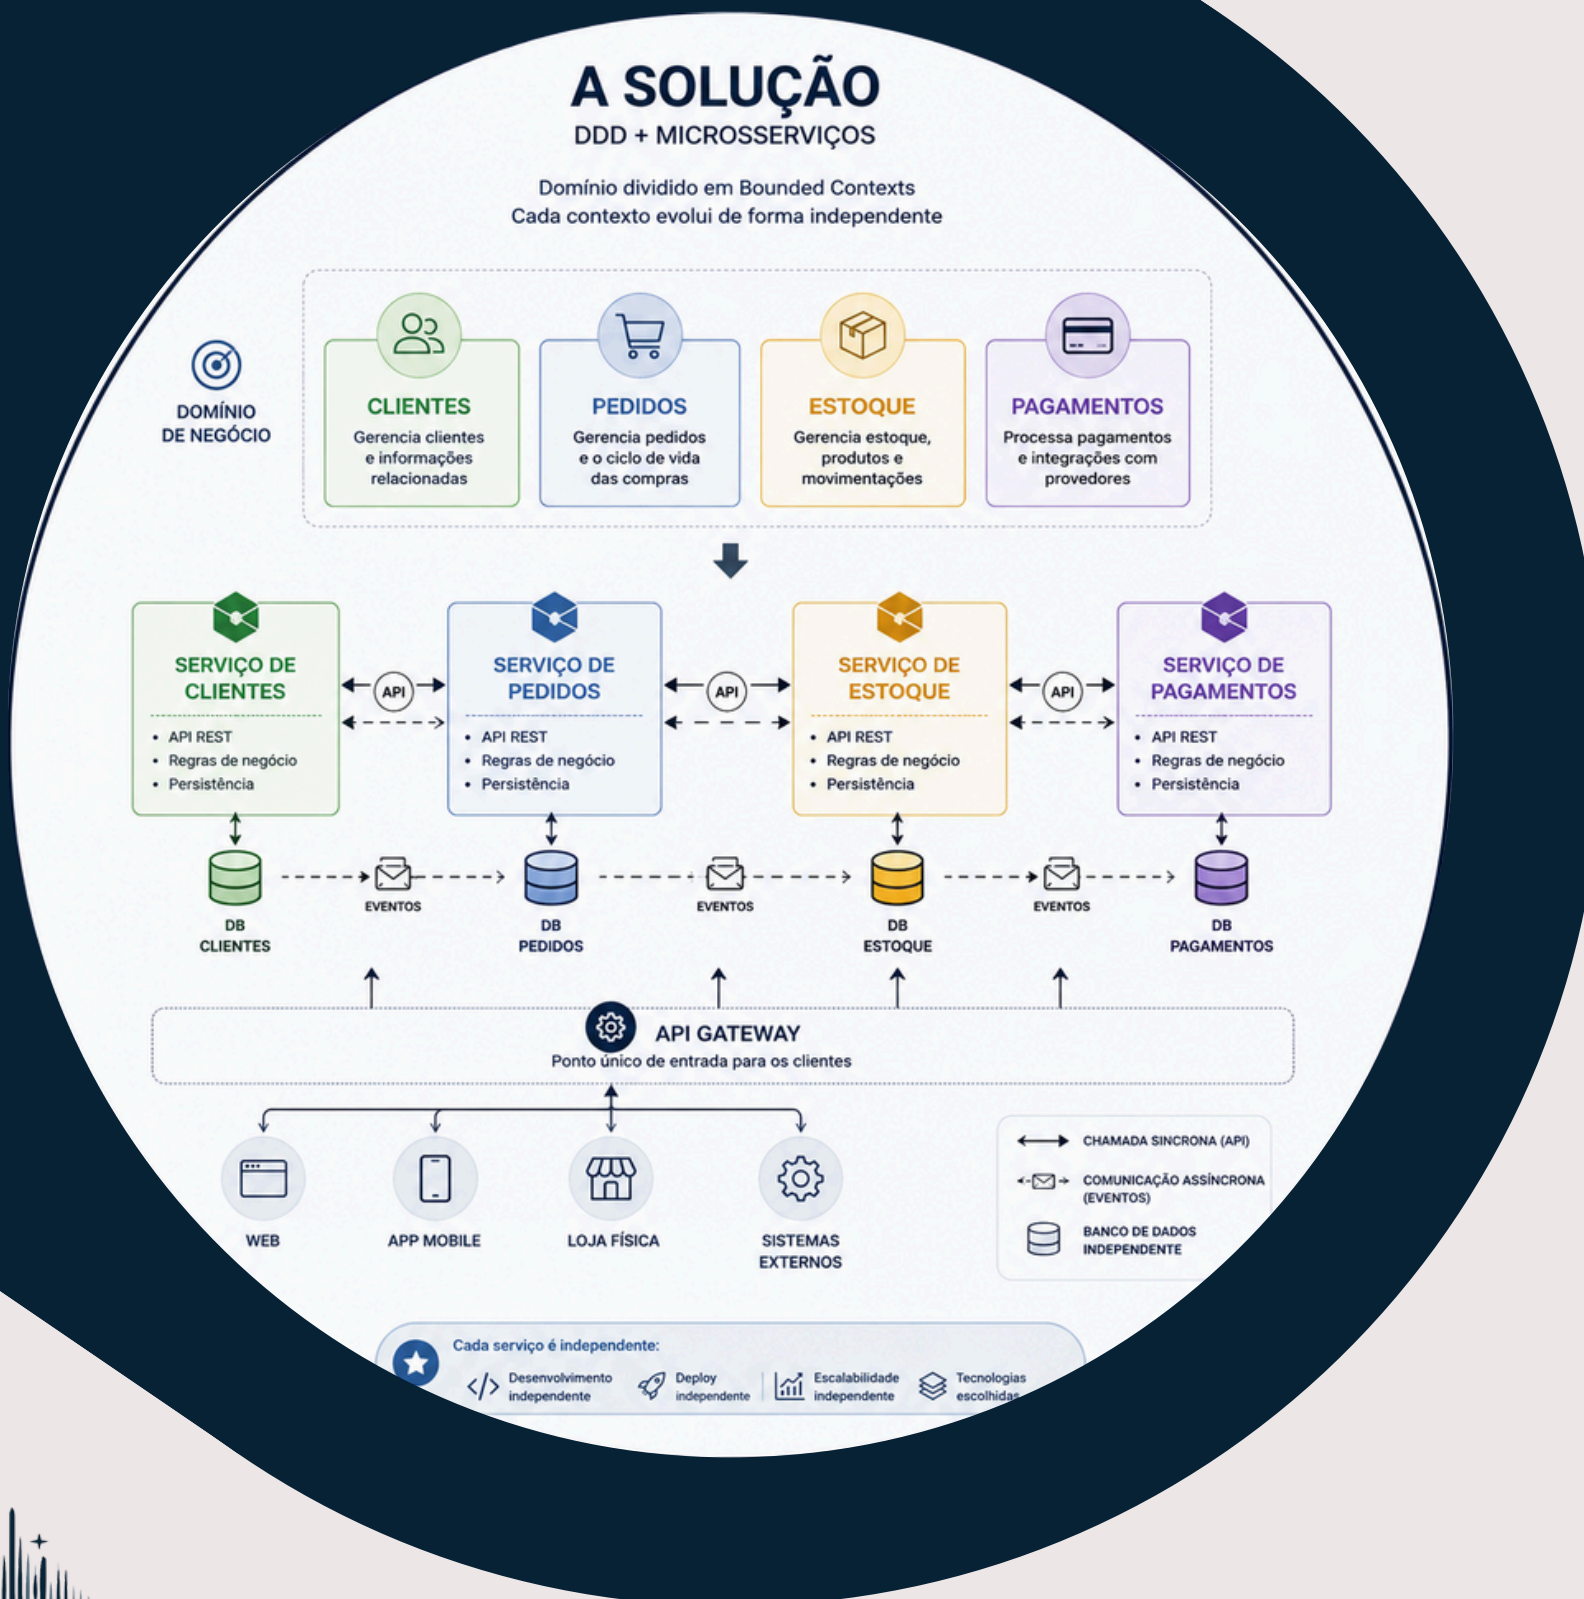 A SOLUÇÃO
DDD + MICROSSERVIÇOS
Domínio dividido em Bounded Contexts
Cada contexto evolui de forma independente
DOMÍNIO
DE NEGÓCIO
CLIENTES
Gerencia clientes
e informações
relacionadas
PEDIDOS
Gerencia pedidos
e o ciclo de vida
das compras
ESTOQUE
Gerencia estoque,
produtos e
movimentações
PAGAMENTOS
Processa pagamentos
e integrações com
provedores
SERVIÇO DE
CLIENTES
• API REST
• Regras de negócio
• Persistência
API
SERVIÇO DE
PEDIDOS
• API REST
• Regras de negócio
• Persistência
API
SERVIÇO DE
ESTOQUE
• API REST
• Regras de negócio
• Persistência
API
SERVIÇO DE
PAGAMENTOS
• API REST
• Regras de negócio
• Persistência
DB
CLIENTES
EVENTOS
DB
PEDIDOS
EVENTOS
DB
ESTOQUE
EVENTOS
DB
PAGAMENTOS
API GATEWAY
Ponto único de entrada para os clientes
WEB
APP MOBILE
LOJA FÍSICA
SISTEMAS
EXTERNOS
CHAMADA SINCRONA (API)
COMUNICAÇÃO ASSÍNCRONA
(EVENTOS)
BANCO DE DADOS
INDEPENDENTE
Cada serviço é independente:
</> Desenvolvimento
independente
Deploy
independente
Escalabilidade
independente
Tecnologias
escolhidas